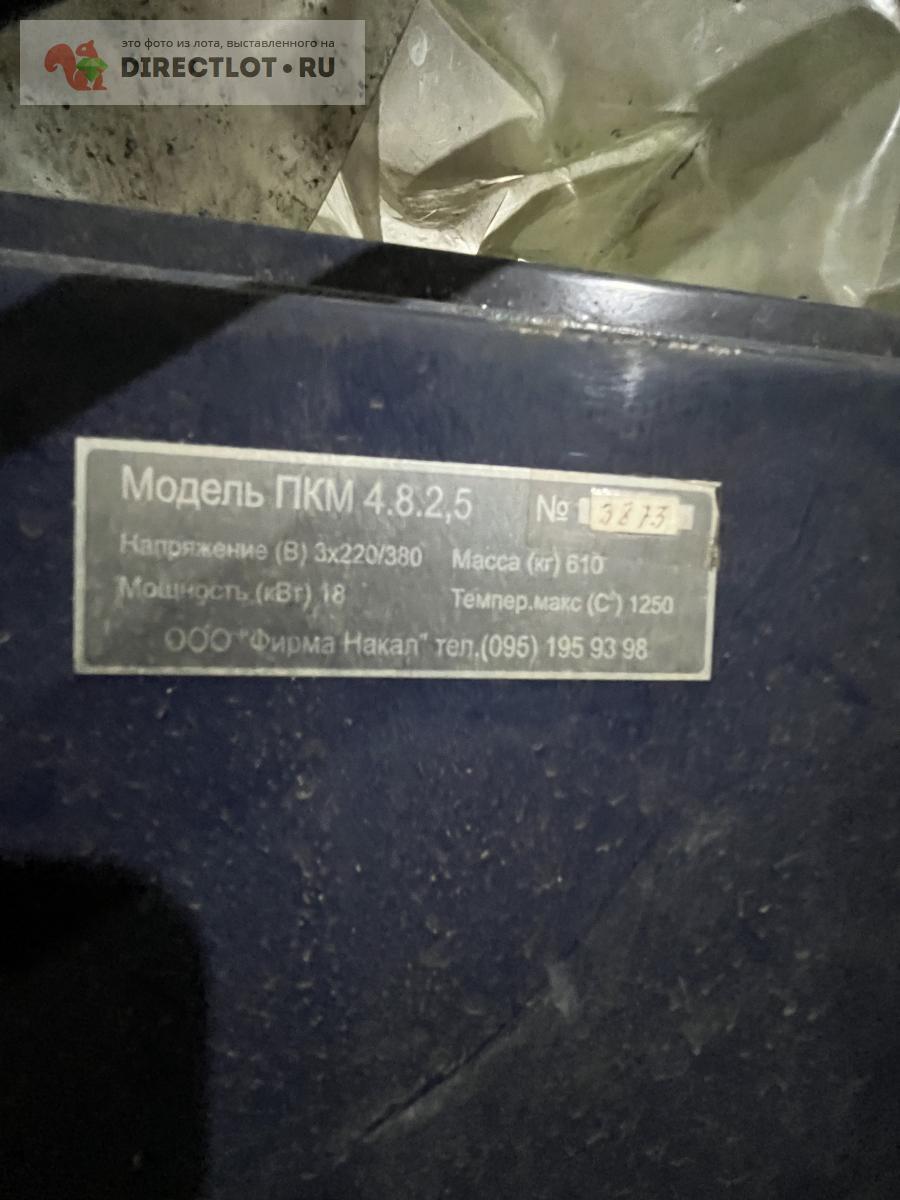 это фото из лота, выставленного на
DIRECTLOT•RU
Модель ПКМ 4.8.2,5 № 3873
Напряжение (В) 3х220/380 Масса (кг) 610
Мощность (кВт) 18 Темпер.макс (С°) 1250
ООО "Фирма Накал" тел.(095) 195 93 98